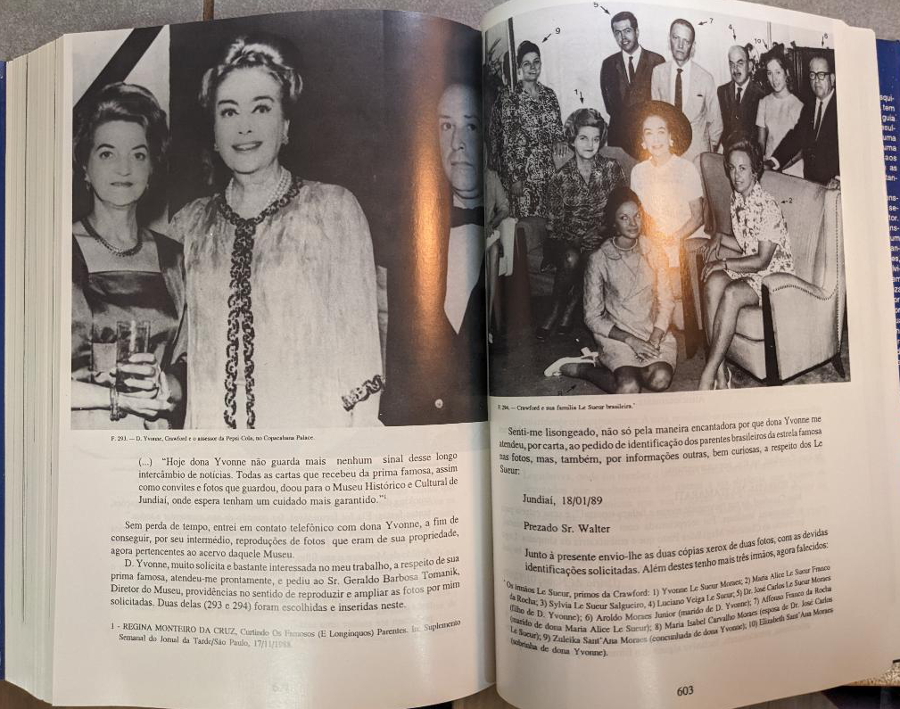 F. 293. — D. Yvonne, Crawford e o assessor da Pepsi Cola, no Copacabana Palace.
(...) "Hoje dona Yvonne não guarda mais nenhum sinal desse longo
intercâmbio de notícias. Todas as cartas que recebeu da prima famosa, assim
como convites e fotos que guardou, doou para o Museu Histórico e Cultural de
Jundiaí, onde espera tenham um cuidado mais garantido."¹
Sem perda de tempo, entrei em contato telefônico com dona Yvonne, a fim de
conseguir, por seu intermédio, reproduções de fotos que eram de sua propriedade,
agora pertencentes ao acervo daquele Museu.
D. Yvonne, muito solicita e bastante interessada no meu trabalho, a respeito de sua
prima famosa, atendeu-me prontamente, e pediu ao Sr. Geraldo Barbosa Tomanik,
Diretor do Museu, providências no sentido de reproduzir e ampliar as fotos por mim
solicitadas. Duas delas (293 e 294) foram escolhidas e inseridas neste.
1 - REGINA MONTEIRO DA CRUZ, Curtindo Os Famosos (E Longínquos) Parentes. In: Suplemento
Semanal do Jornal da Tarde/São Paulo, 17/11/1988.
9
5
7
4
10
8
1
2
F. 294. — Crawford e sua família Le Sueur brasileira.*
Senti-me lisongeado, não só pela maneira encantadora por que dona Yvonne me
atendeu, por carta, ao pedido de identificação dos parentes brasileiros da estrela famosa
nas fotos, mas, também, por informações outras, bem curiosas, a respeito dos Le
Sueur:
Jundiaí, 18/01/89
Prezado Sr. Walter
Junto à presente envio-lhe as duas cópias xerox de duas fotos, com as devidas
identificações solicitadas. Além destes tenho mais três irmãos, agora falecidos:
* Os irmãos Le Sueur, primos da Crawford: 1) Yvonne Le Sueur Moraes; 2) Maria Alice Le Sueur Franco
da Rocha; 3) Sylvia Le Sueur Salgueiro, 4) Luciano Veiga Le Sueur; 5) Dr. José Carlos Le Sueur Moraes
(filho de D. Yvonne); 6) Aroldo Moraes Junior (marido de D. Yvonne); 7) Affonso Franco da Rocha
(marido de dona Maria Alice Le Sueur); 8) Maria Isabel Carvalho Moraes (esposa de Dr. José Carlos
Le Sueur); 9) Zuleika Sant'Ana Moraes (concunhada de dona Yvonne); 10) Elizabeth Sant'Ana Moraes
(sobrinha de dona Yvonne).
603